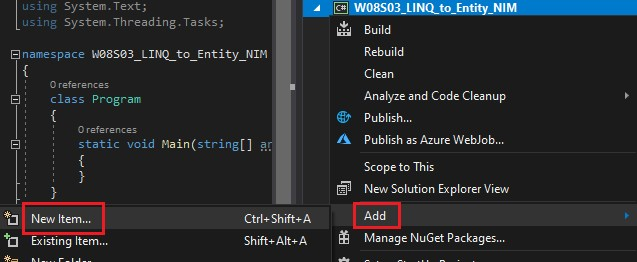 using System.Text;
using System.Threading.Tasks;
namespace W08S03_LINQ_to_Entity_NIM
{
0 references
class Program
{
0 references
static void Main(string[] ar
{
}
}
New Item... Ctrl+Shift+A
Existing Item... Shift+Alt+A
New Folder
C# W08S03_LINQ_to_Entity_NIM
Build
Rebuild
Clean
Analyze and Code Cleanup
Publish...
Publish as Azure WebJob...
Scope to This
New Solution Explorer View
Add
Manage NuGet Packages...